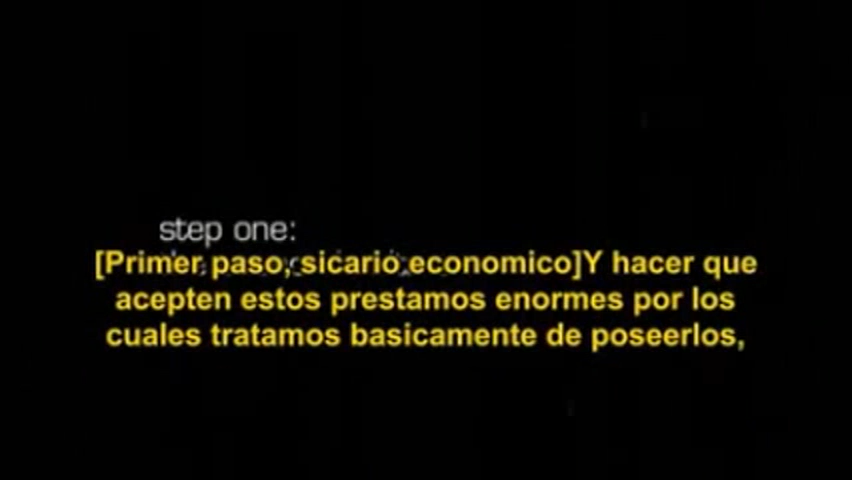 step one:
[Primer paso, sicario economico]Y hacer que
acepten estos prestamos enormes por los
cuales tratamos basicamente de poseerlos,